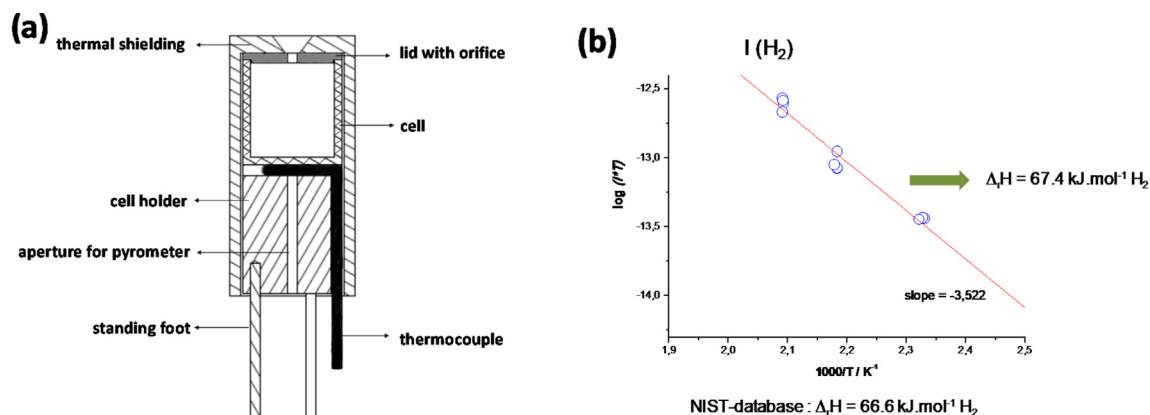 (a)
thermal shielding
lid with orifice
cell
cell holder
aperture for pyrometer
standing foot
thermocouple
(b)
I (H₂)
-12,5
-13,0
-13,5
-14,0
log (I*T)
1,9 2,0 2,1 2,2 2,3 2,4 2,5
1000/T / K⁻¹
slope = -3,522
ΔᵣH = 67.4 kJ.mol⁻¹ H₂
NIST-database : ΔᵣH = 66.6 kJ.mol⁻¹ H₂